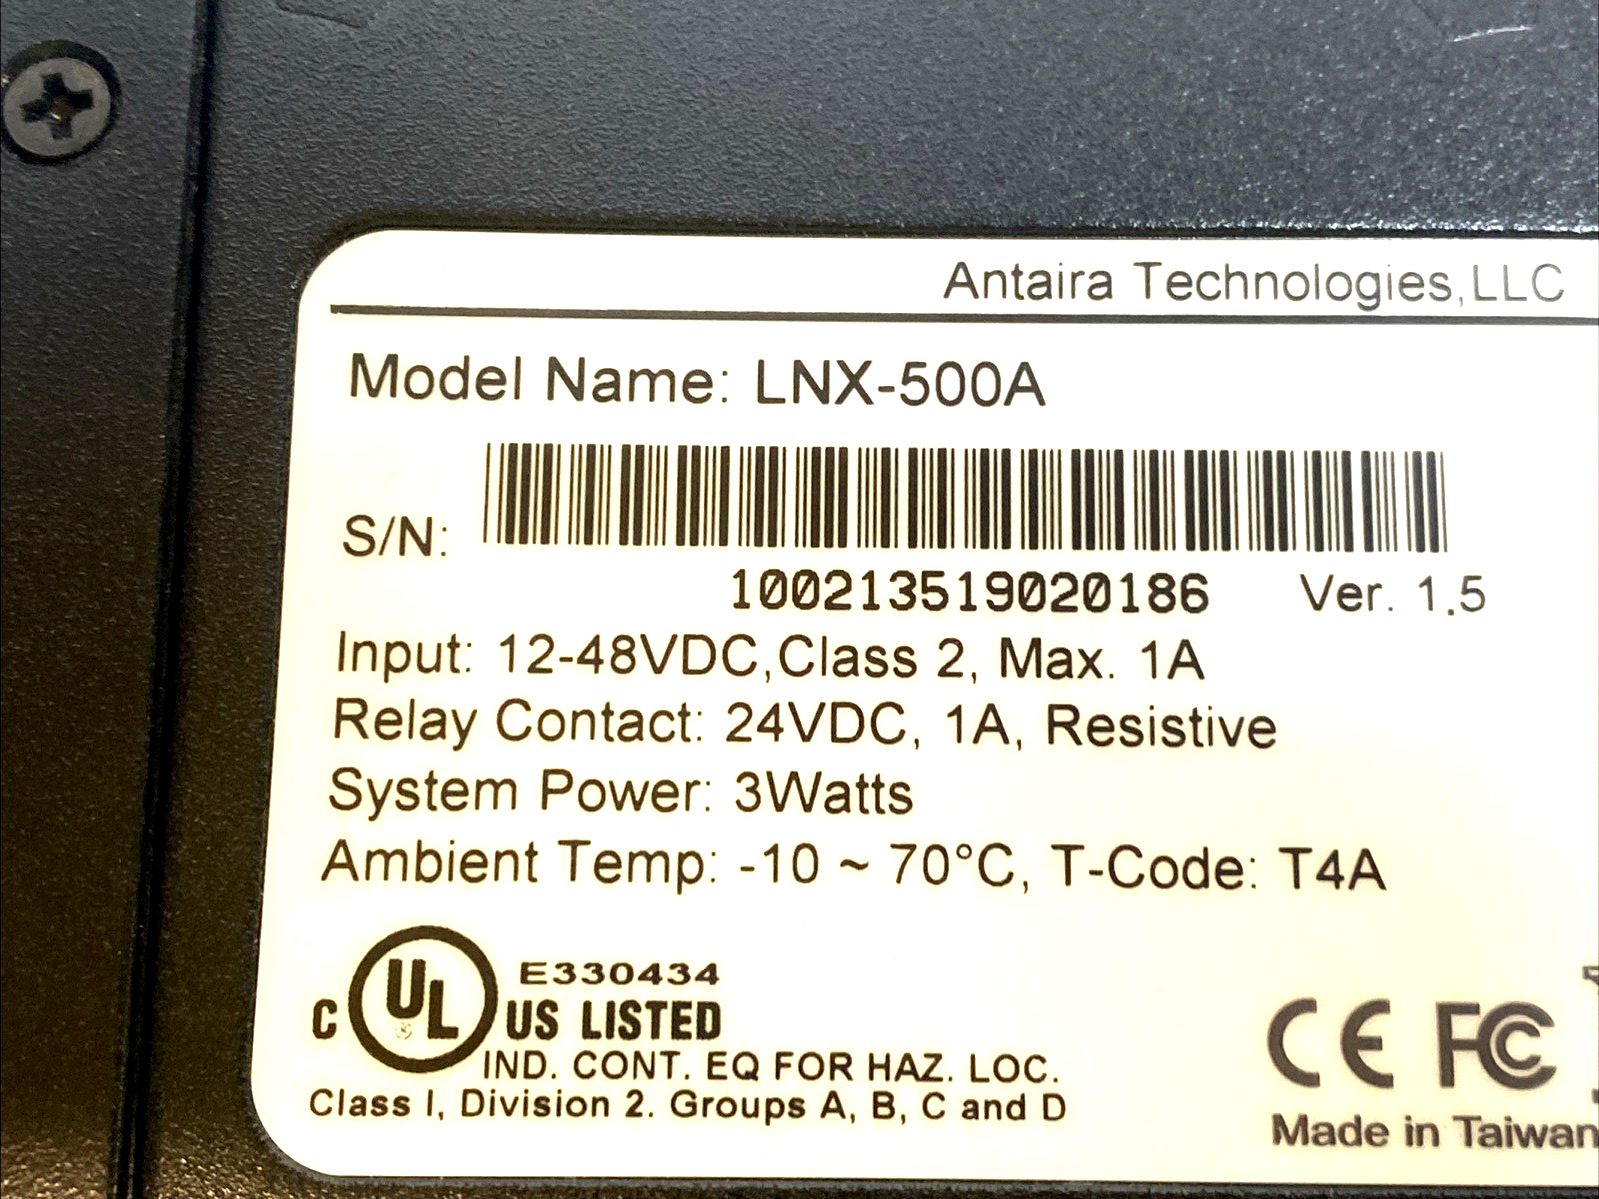 Antaira Technologies,LLC
Model Name: LNX-500A
S/N:
100213519020186 Ver. 1.5
Input: 12-48VDC,Class 2, Max. 1A
Relay Contact: 24VDC, 1A, Resistive
System Power: 3Watts
Ambient Temp: -10 ~ 70°C, T-Code: T4A
E330434
C UL US LISTED
IND. CONT. EQ FOR HAZ. LOC.
Class I, Division 2. Groups A, B, C and D
CE FC
Made in Taiwan